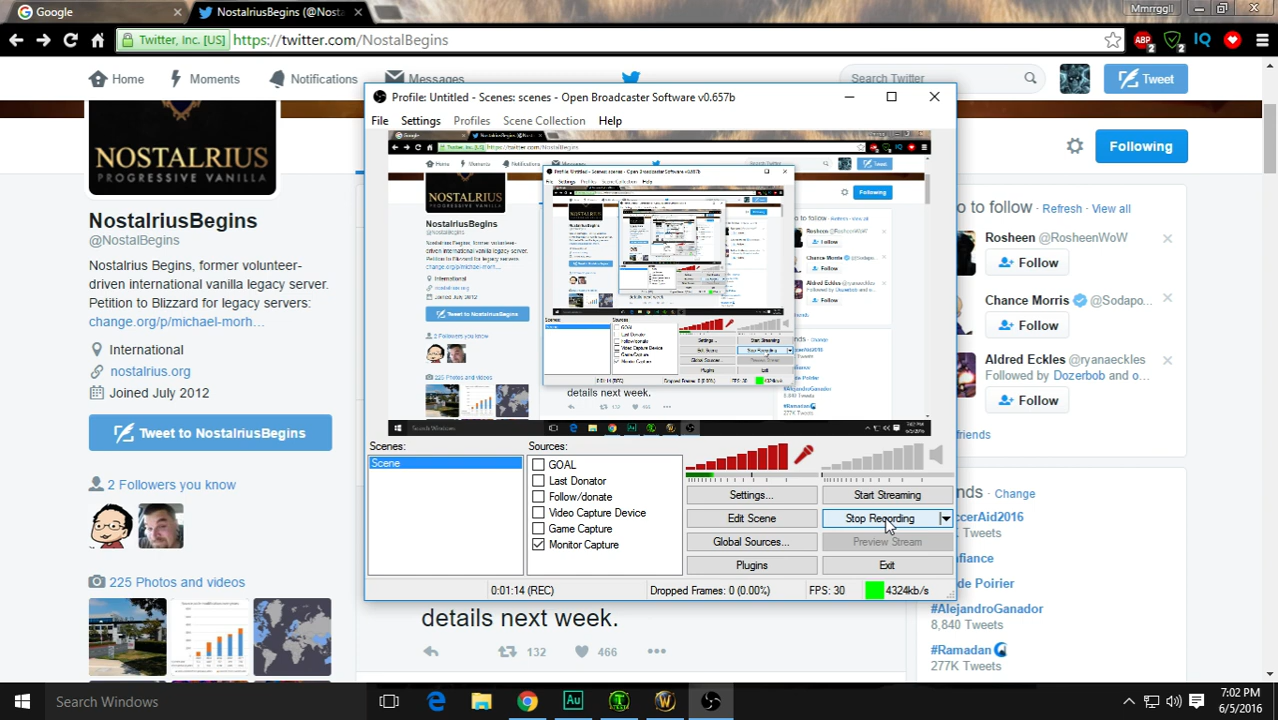 Google
NostalriusBegins (@Nosta
Mmrrggll
Twitter, Inc. [US] https://twitter.com/NostalBegins
ABP
2
2
IQ
Home
Moments
Notifications
Messages
Search Twitter
Tweet
NOSTALRIUS
PROGRESSIVE VANILLA
NostalriusBegins
@NostalBegins
Nostalrius Begins, former volunteer-
driven international vanilla legacy server.
Petition to Blizzard for legacy servers:
change.org/p/michael-morh…
International
nostalrius.org
Joined July 2012
Tweet to NostalriusBegins
2 Followers you know
225 Photos and videos
Profile: Untitled - Scenes: scenes - Open Broadcaster Software v0.657b
File Settings Profiles Scene Collection Help
details next week.
Scenes:
Scene
Sources:
GOAL
Last Donator
Follow/donate
Video Capture Device
Game Capture
Monitor Capture
Settings...
Start Streaming
Edit Scene
Stop Recording
Global Sources...
Preview Stream
Plugins
Exit
0:01:14 (REC)
Dropped Frames: 0 (0.00%)
FPS: 30
4324kb/s
details next week.
132
466
•••
Following
o to follow · Refresh · View all
Rosheen @RosheenWoW
Follow
Chance Morris @Sodapo...
Follow
Aldred Eckles @ryanaeckles
Followed by Dozerbob and o...
Follow
friends
nds · Change
ccerAid2016
K Tweets
fiance
de Poirier
#AlejandroGanador
8,840 Tweets
#Ramadan
277K Tweets
Search Windows
Au
7:02 PM
6/5/2016